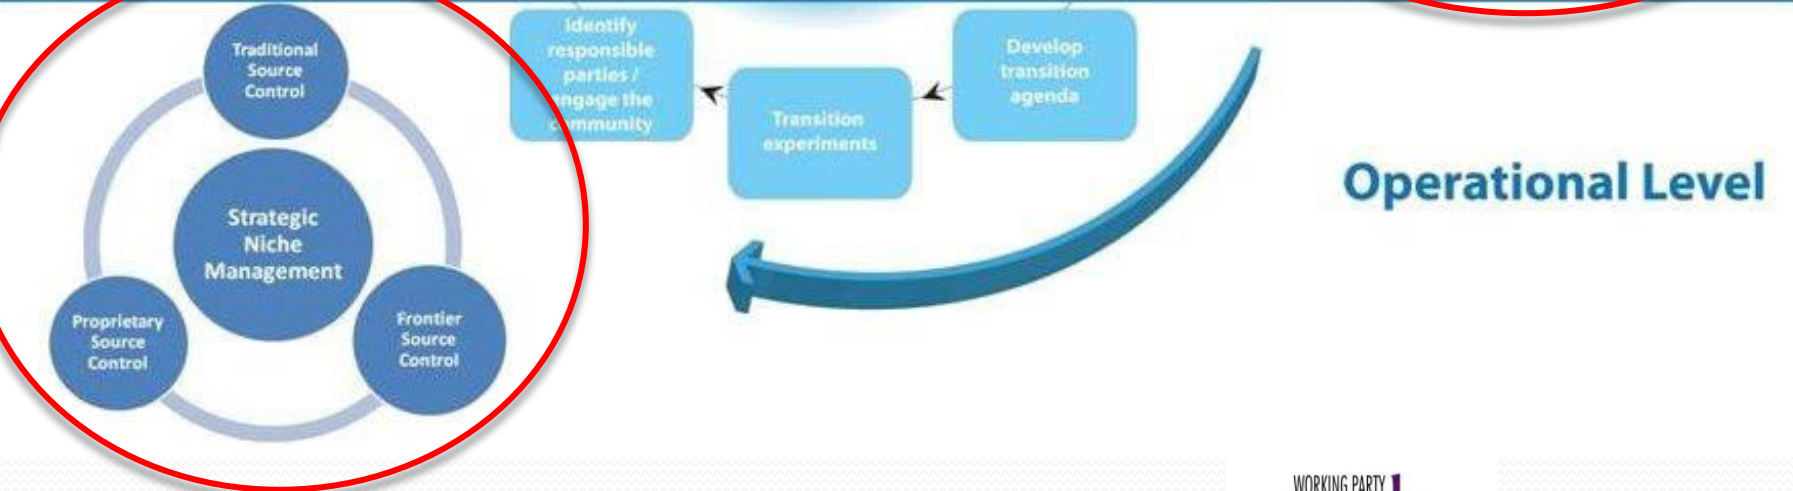 Traditional
Source
Control
Strategic
Niche
Management
Proprietary
Source
Control
Frontier
Source
Control
Identify
responsible
parties /
engage the
community
Transition
experiments
Develop
transition
agenda
Operational Level
WORKING PARTY 1